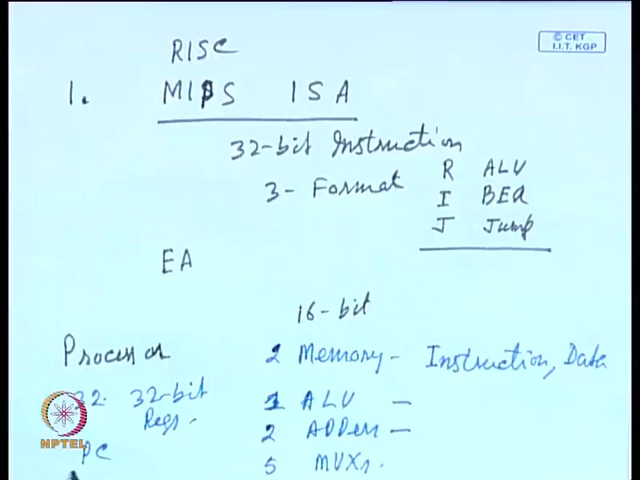 RISC
© CET
I.I.T. KGP
1. MIPS ISA
32-bit Instruction
3- Format
R ALU
I BEQ
J Jump
EA
16-bit
Processor
2 Memory - Instruction, Data
32. 32-bit
Regs -
1 ALU -
2 ADDers -
NPTEL
PC
5 MUXs.